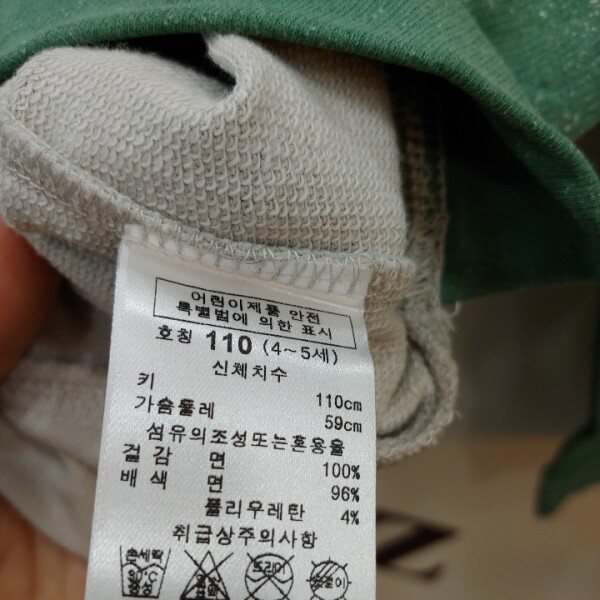 어린이제품 안전
특별법에 의한 표시
호칭 110 (4~5세)
신체치수
키 110cm
가슴둘레 59cm
섬유의조성또는혼용율
겉감 면 100%
배색 면 96%
폴리우레탄 4%
취급상주의사항
손세탁
드라이